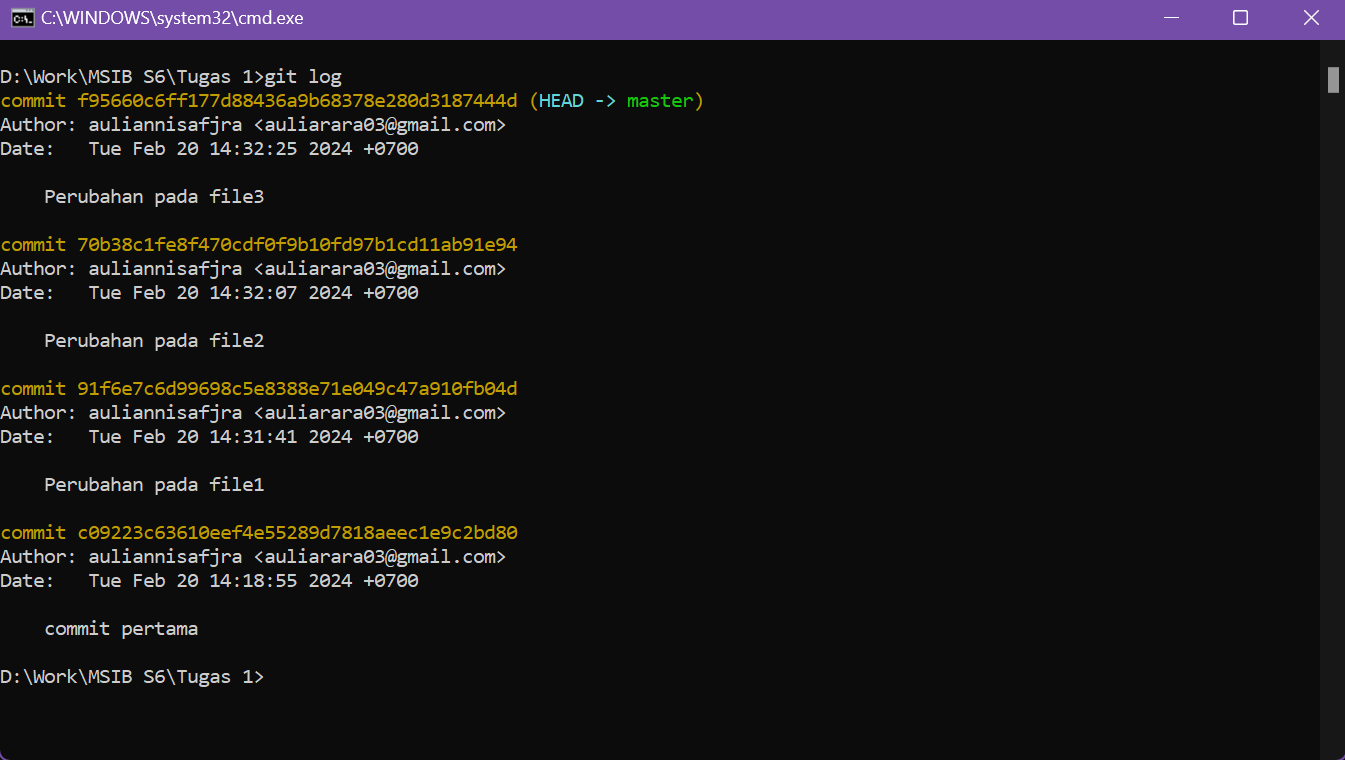 C:\WINDOWS\system32\cmd.exe
D:\Work\MSIB S6\Tugas 1>git log
commit f95660c6ff177d88436a9b68378e280d3187444d (HEAD -> master)
Author: auliannisafjra <auliarara03@gmail.com>
Date:   Tue Feb 20 14:32:25 2024 +0700
    Perubahan pada file3
commit 70b38c1fe8f470cdf0f9b10fd97b1cd11ab91e94
Author: auliannisafjra <auliarara03@gmail.com>
Date:   Tue Feb 20 14:32:07 2024 +0700
    Perubahan pada file2
commit 91f6e7c6d99698c5e8388e71e049c47a910fb04d
Author: auliannisafjra <auliarara03@gmail.com>
Date:   Tue Feb 20 14:31:41 2024 +0700
    Perubahan pada file1
commit c09223c63610eef4e55289d7818aeec1e9c2bd80
Author: auliannisafjra <auliarara03@gmail.com>
Date:   Tue Feb 20 14:18:55 2024 +0700
    commit pertama
D:\Work\MSIB S6\Tugas 1>